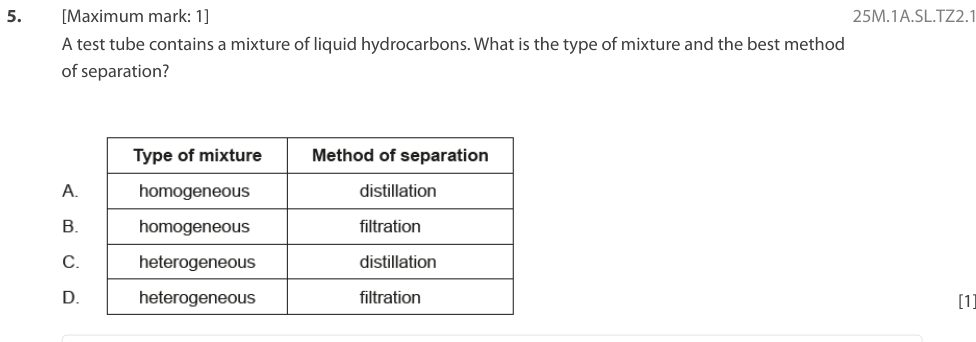 5. [Maximum mark: 1] 25M.1A.SL.TZ2.1
A test tube contains a mixture of liquid hydrocarbons. What is the type of mixture and the best method
of separation?
Type of mixture Method of separation
A. homogeneous distillation
B. homogeneous filtration
C. heterogeneous distillation
D. heterogeneous filtration [1]